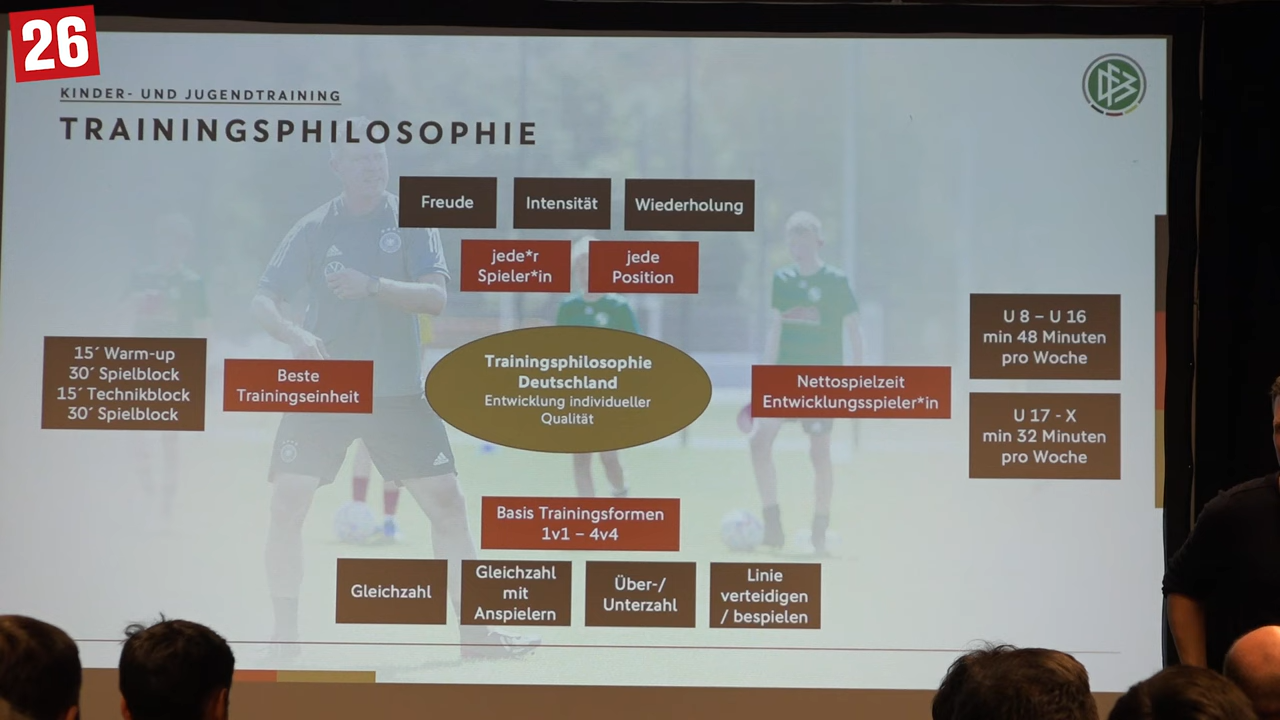 26
KINDER- UND JUGENDTRAINING
TRAININGSPHILOSOPHIE
DFB
Freude
Intensität
Wiederholung
jede*r
Spieler*in
jede
Position
15´ Warm-up
30´ Spielblock
15´ Technikblock
30´ Spielblock
Beste
Trainingseinheit
Trainingsphilosophie
Deutschland
Entwicklung individueller
Qualität
Nettospielzeit
Entwicklungsspieler*in
U 8 – U 16
min 48 Minuten
pro Woche
U 17 - X
min 32 Minuten
pro Woche
Basis Trainingsformen
1v1 – 4v4
Gleichzahl
Gleichzahl
mit
Anspielern
Über-/
Unterzahl
Linie
verteidigen
/ bespielen